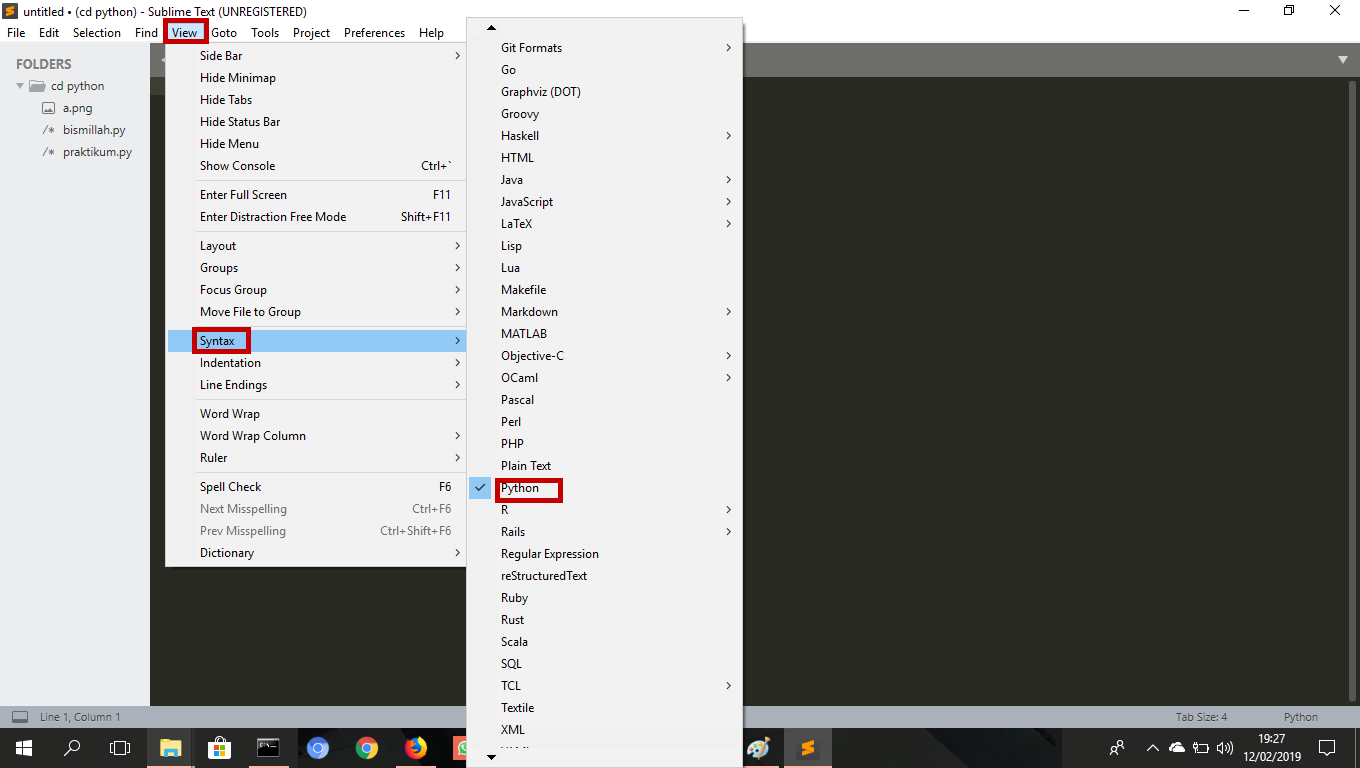 untitled • (cd python) - Sublime Text (UNREGISTERED)
File Edit Selection Find View Goto Tools Project Preferences Help
FOLDERS
cd python
a.png
/* bismillah.py
/* praktikum.py
Side Bar
Hide Minimap
Hide Tabs
Hide Status Bar
Hide Menu
Show Console Ctrl+`
Enter Full Screen F11
Enter Distraction Free Mode Shift+F11
Layout
Groups
Focus Group
Move File to Group
Syntax
Indentation
Line Endings
Word Wrap
Word Wrap Column
Ruler
Spell Check F6
Next Misspelling Ctrl+F6
Prev Misspelling Ctrl+Shift+F6
Dictionary
Git Formats
Go
Graphviz (DOT)
Groovy
Haskell
HTML
Java
JavaScript
LaTeX
Lisp
Lua
Makefile
Markdown
MATLAB
Objective-C
OCaml
Pascal
Perl
PHP
Plain Text
Python
R
Rails
Regular Expression
reStructuredText
Ruby
Rust
Scala
SQL
TCL
Textile
XML
Line 1, Column 1
Tab Size: 4 Python
19:27
12/02/2019